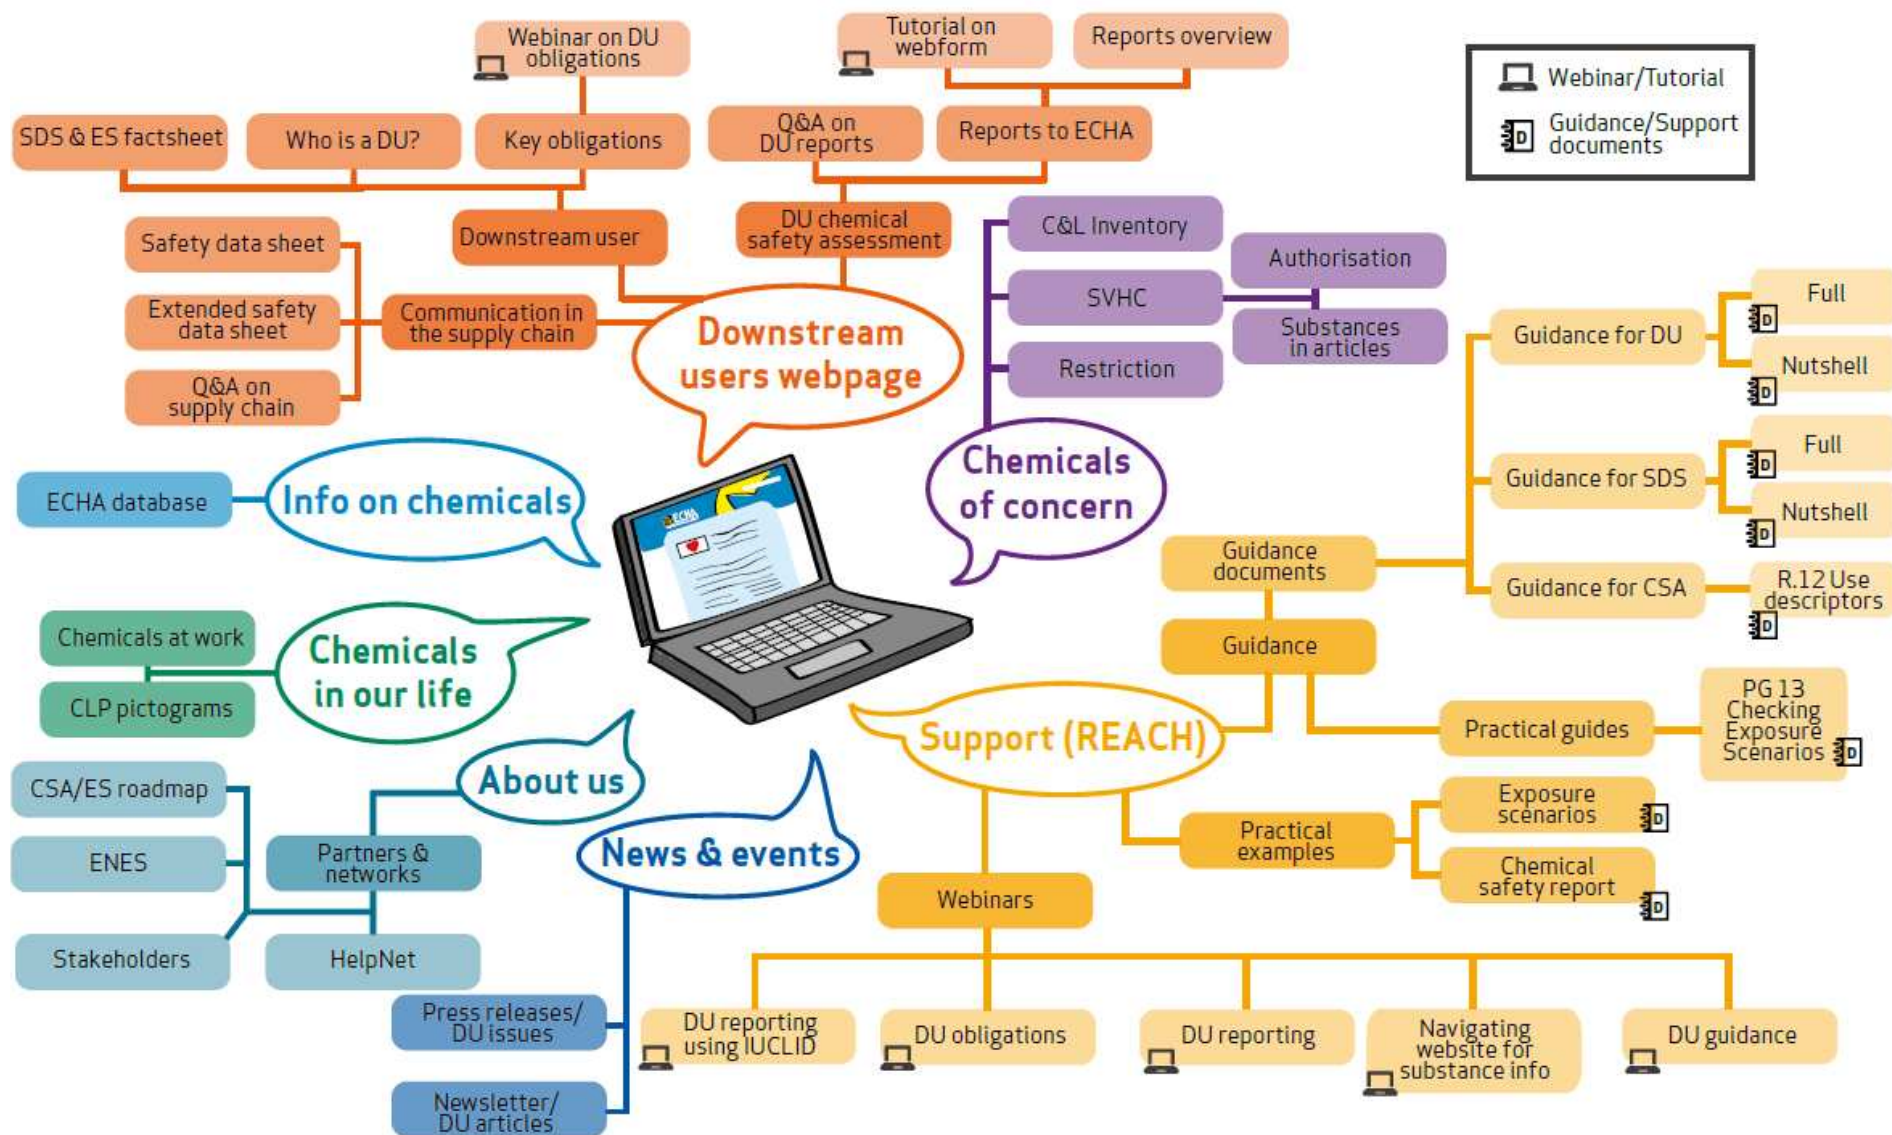 Webinar on DU
obligations
Tutorial on
webform
Reports overview
Webinar/Tutorial
Guidance/Support
documents
D
SDS & ES factsheet
Who is a DU?
Key obligations
Q&A on
DU reports
Reports to ECHA
Safety data sheet
Downstream user
DU chemical
safety assessment
C&L Inventory
Authorisation
SVHC
Substances
in articles
Restriction
Extended safety
data sheet
Communication in
the supply chain
Q&A on
supply chain
Downstream
users webpage
Guidance for DU
Full
D
Nutshell
D
Guidance for SDS
Full
D
Nutshell
D
Guidance for CSA
R.12 Use
descriptors
D
ECHA database
Info on chemicals
ECHA
Chemicals
of concern
Guidance
documents
Guidance
Chemicals at work
CLP pictograms
Chemicals
in our life
Support (REACH)
Practical guides
PG 13
Checking
Exposure
Scenarios
D
About us
CSA/ES roadmap
ENES
Partners &
networks
Stakeholders
HelpNet
News & events
Practical
examples
Exposure
scenarios
D
Chemical
safety report
D
Webinars
Press releases/
DU issues
Newsletter/
DU articles
DU reporting
using IUCLID
DU obligations
DU reporting
Navigating
website for
substance info
DU guidance